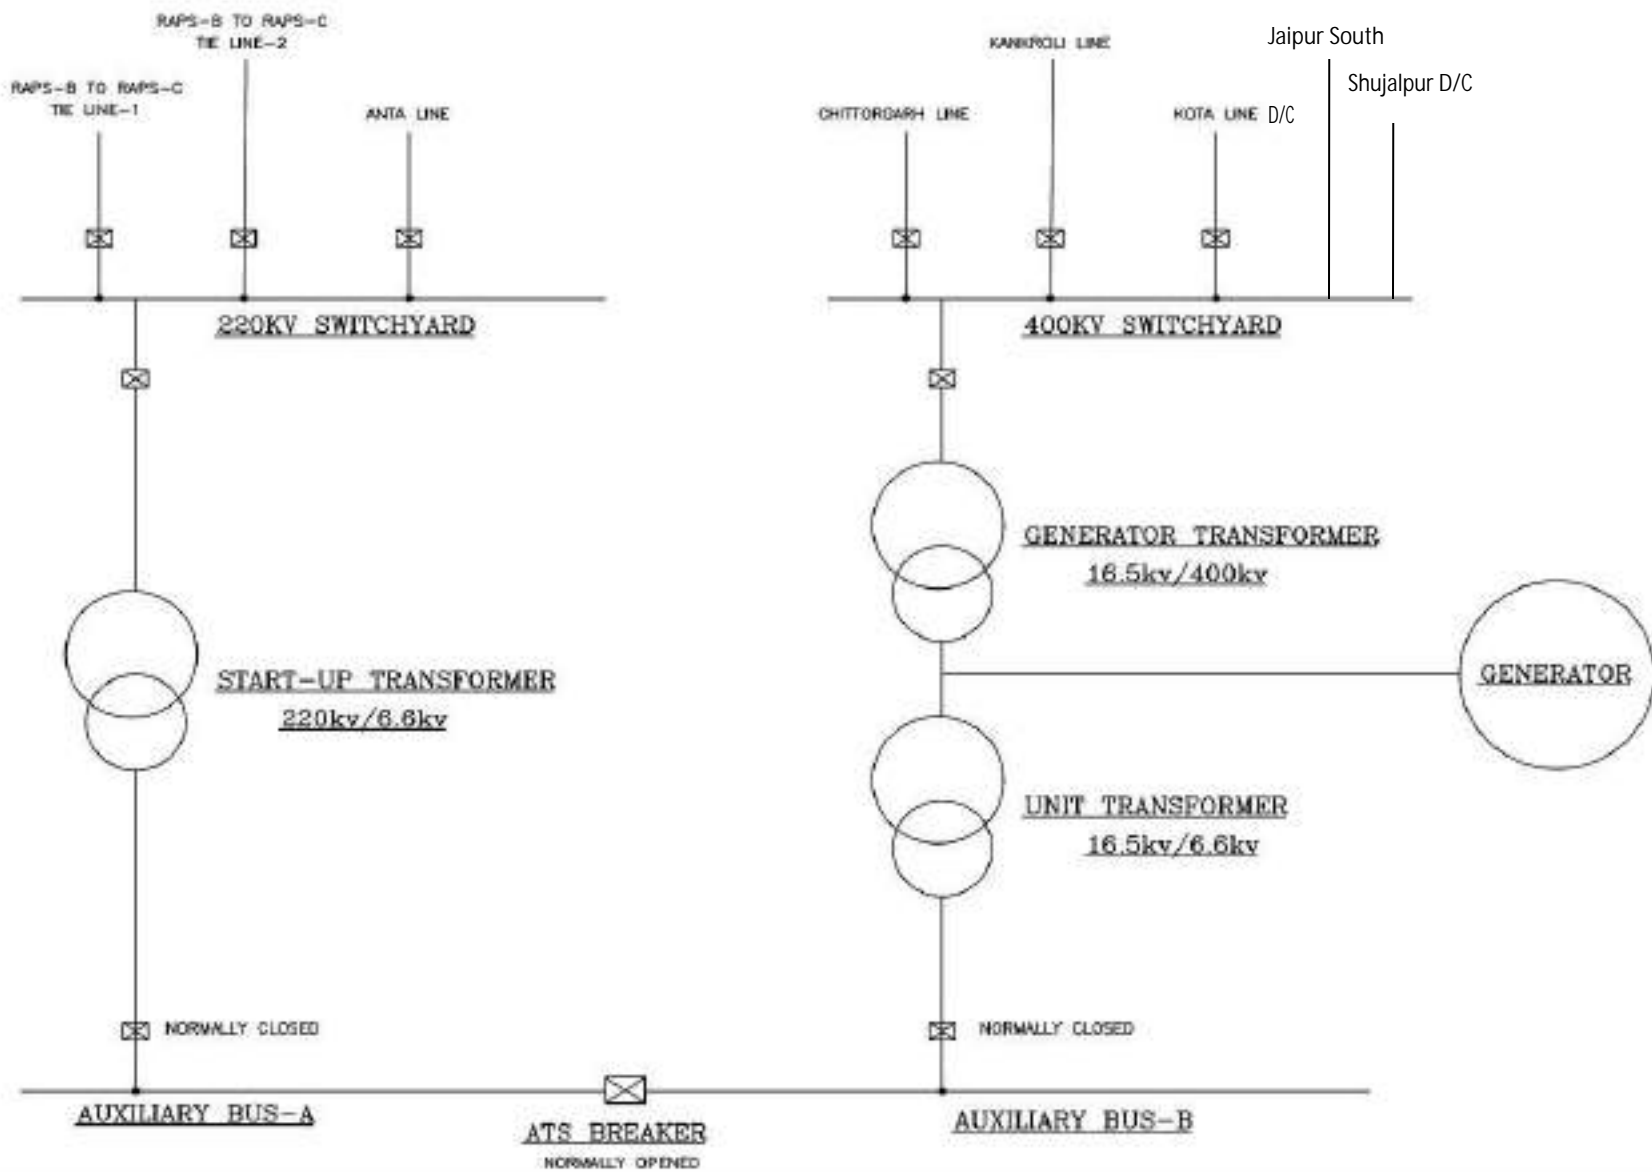 RAPS-B TO RAPS-C
TIE LINE-2
RAPS-B TO RAPS-C
TIE LINE-1
ANTA LINE
KANKROLI LINE
CHITTORGARH LINE
KOTA LINE D/C
Jaipur South
Shujalpur D/C
220KV SWITCHYARD
400KV SWITCHYARD
GENERATOR TRANSFORMER
16.5kv/400kv
START-UP TRANSFORMER
220kv/6.6kv
GENERATOR
UNIT TRANSFORMER
16.5kv/6.6kv
NORMALLY CLOSED
NORMALLY CLOSED
AUXILIARY BUS-A
ATS BREAKER
NORMALLY OPENED
AUXILIARY BUS-B